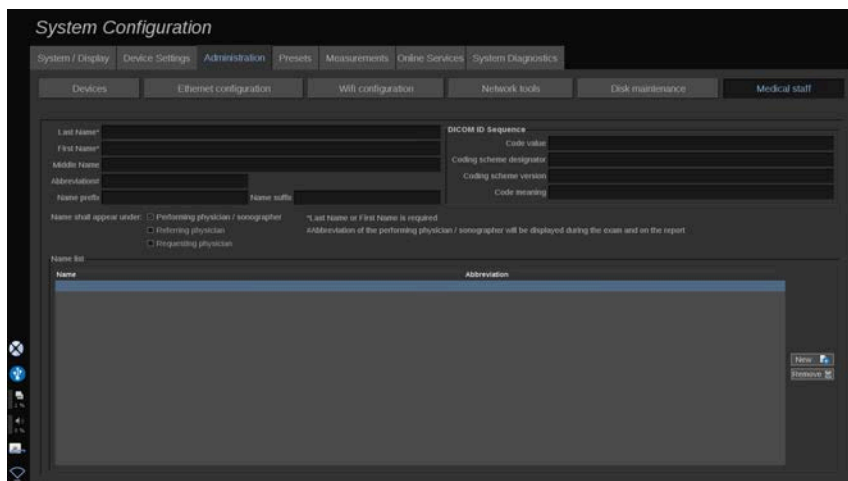 System Configuration
System / Display Device Settings Administration Presets Measurements Online Services System Diagnostics
Devices Ethernet configuration Wifi configuration Network tools Disk maintenance Medical staff
Last Name*
First Name*
Middle Name
Abbreviation#
Name prefix Name suffix
DICOM ID Sequence
Code value
Coding scheme designator
Coding scheme version
Code meaning
Name shall appear under: Performing physician / sonographer
Referring physician
Requesting physician
*Last Name or First Name is required
#Abbreviation of the performing physician / sonographer will be displayed during the exam and on the report
Name list
Name Abbreviation
New
Remove